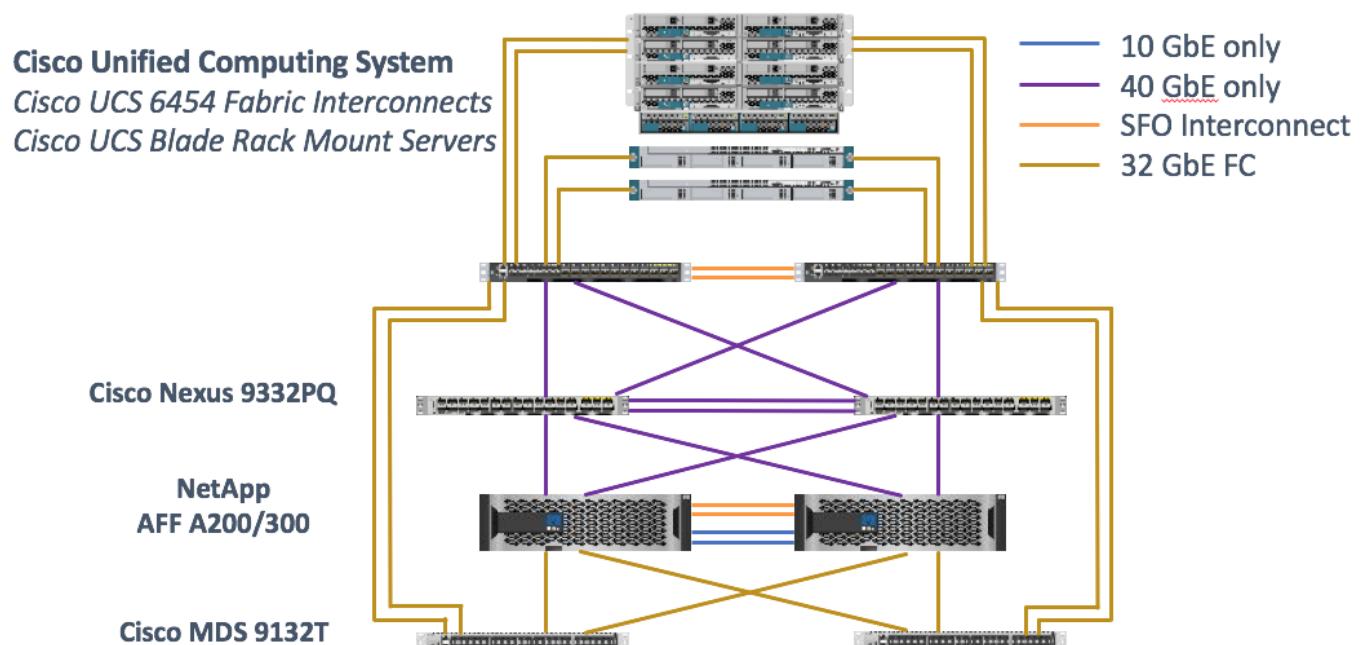 Cisco Unified Computing System
Cisco UCS 6454 Fabric Interconnects
Cisco UCS Blade Rack Mount Servers
10 GbE only
40 GbE only
SFO Interconnect
32 GbE FC
Cisco Nexus 9332PQ
NetApp
AFF A200/300
Cisco MDS 9132T